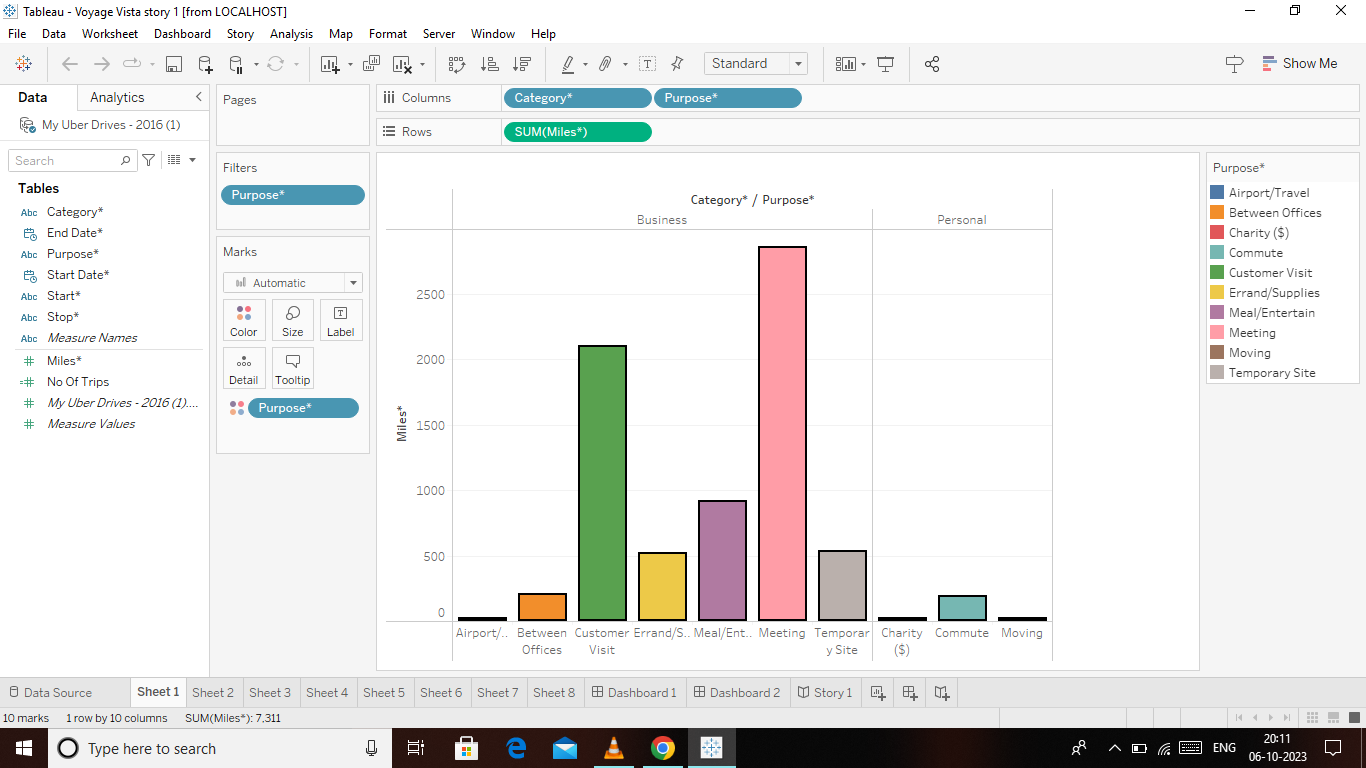 Tableau - Voyage Vista story 1 [from LOCALHOST]
File Data Worksheet Dashboard Story Analysis Map Format Server Window Help
Standard
Show Me
Data Analytics
My Uber Drives - 2016 (1)
Search
Tables
Abc Category*
End Date*
Abc Purpose*
Start Date*
Abc Start*
Abc Stop*
Abc Measure Names
# Miles*
=# No Of Trips
# My Uber Drives - 2016 (1)....
# Measure Values
Pages
Filters
Purpose*
Marks
Automatic
Color Size Label
Detail Tooltip
Purpose*
Columns Category* Purpose*
Rows SUM(Miles*)
Category* / Purpose*
Business Personal
Miles*
2500
2000
1500
1000
500
0
Airport/..
Between
Offices
Customer
Visit
Errand/S..
Meal/Ent..
Meeting
Temporar
y Site
Charity
($)
Commute
Moving
Purpose*
Airport/Travel
Between Offices
Charity ($)
Commute
Customer Visit
Errand/Supplies
Meal/Entertain
Meeting
Moving
Temporary Site
Data Source Sheet 1 Sheet 2 Sheet 3 Sheet 4 Sheet 5 Sheet 6 Sheet 7 Sheet 8 Dashboard 1 Dashboard 2 Story 1
10 marks 1 row by 10 columns SUM(Miles*): 7,311
Type here to search
ENG
20:11
06-10-2023